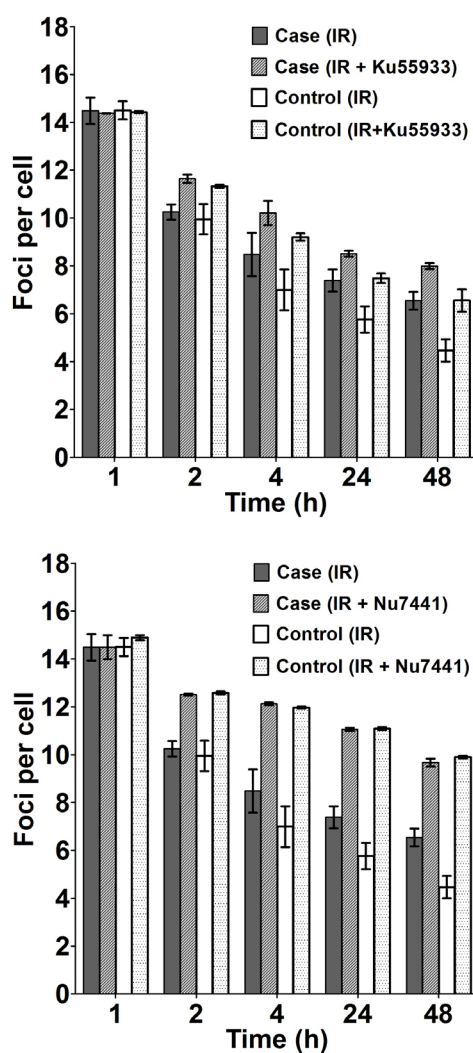 18
16
14
12
10
8
6
4
2
0
Foci per cell
Case (IR)
Case (IR + Ku55933)
Control (IR)
Control (IR+Ku55933)
1 2 4 24 48
Time (h)
18
16
14
12
10
8
6
4
2
0
Foci per cell
Case (IR)
Case (IR + Nu7441)
Control (IR)
Control (IR + Nu7441)
1 2 4 24 48
Time (h)